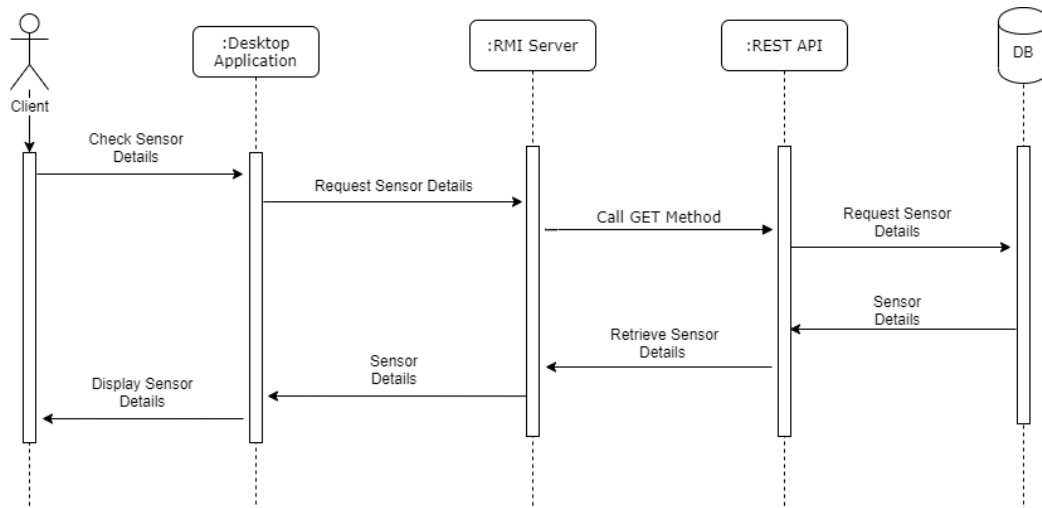 :Desktop
Application
:RMI Server
:REST API
DB
Client
Check Sensor
Details
Request Sensor Details
Call GET Method
Request Sensor
Details
Sensor
Details
Retrieve Sensor
Details
Sensor
Details
Display Sensor
Details